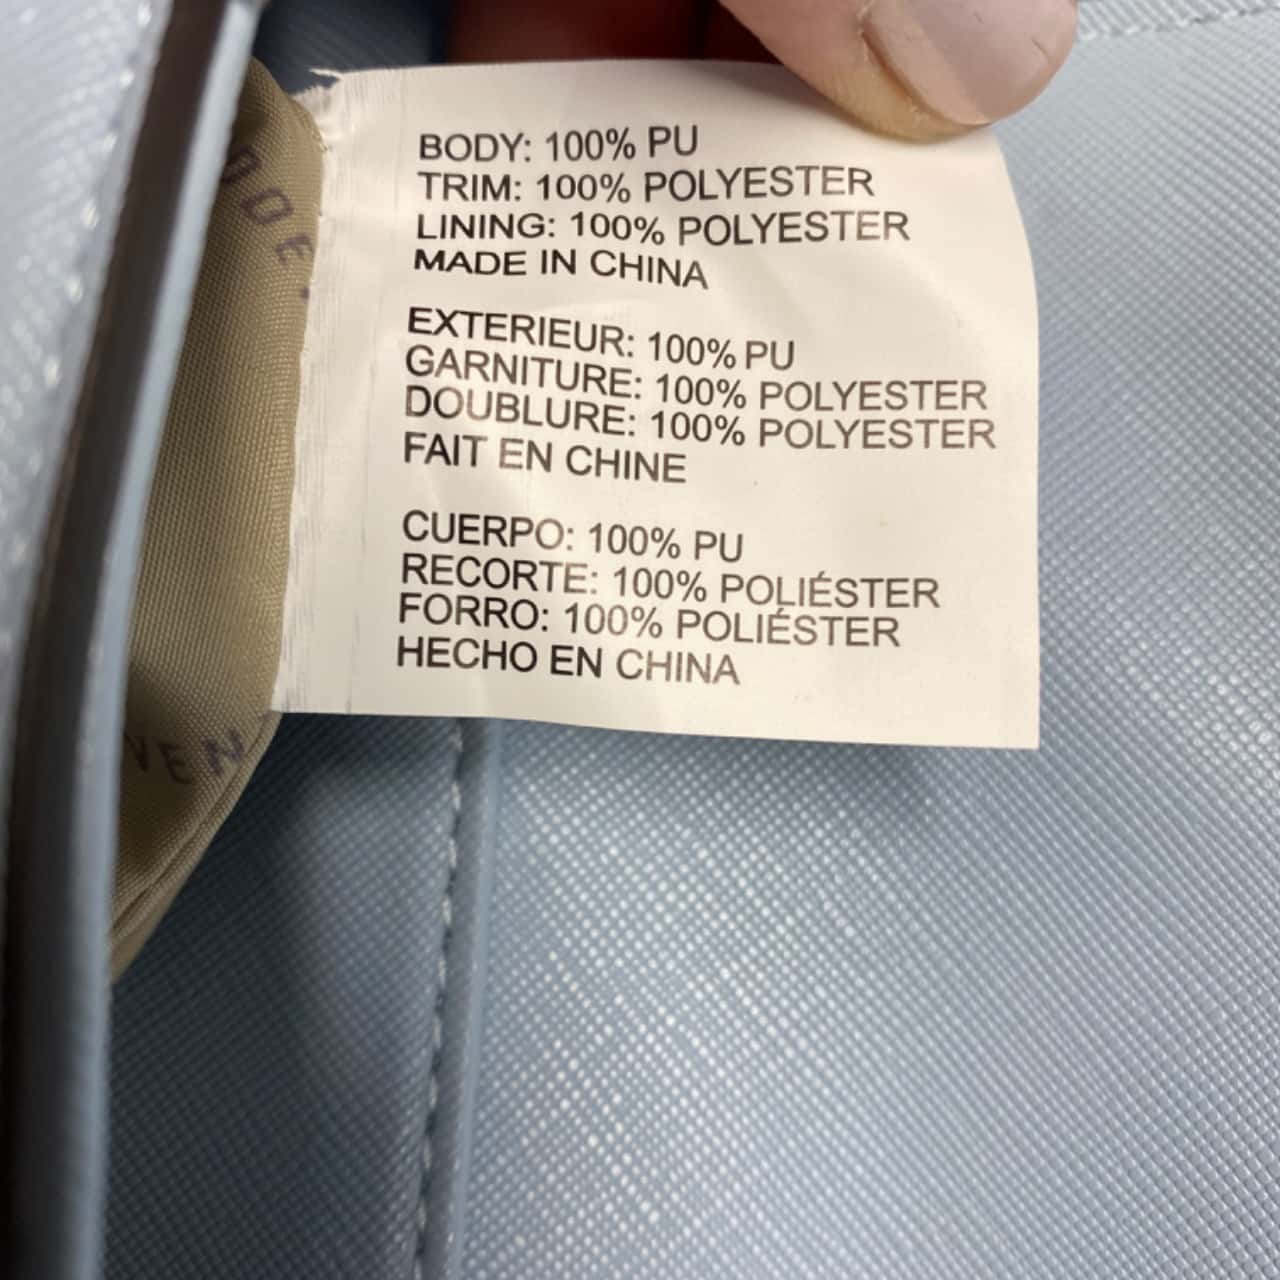 BODY: 100% PU
TRIM: 100% POLYESTER
LINING: 100% POLYESTER
MADE IN CHINA
EXTERIEUR: 100% PU
GARNITURE: 100% POLYESTER
DOUBLURE: 100% POLYESTER
FAIT EN CHINE
CUERPO: 100% PU
RECORTE: 100% POLIÉSTER
FORRO: 100% POLIÉSTER
HECHO EN CHINA